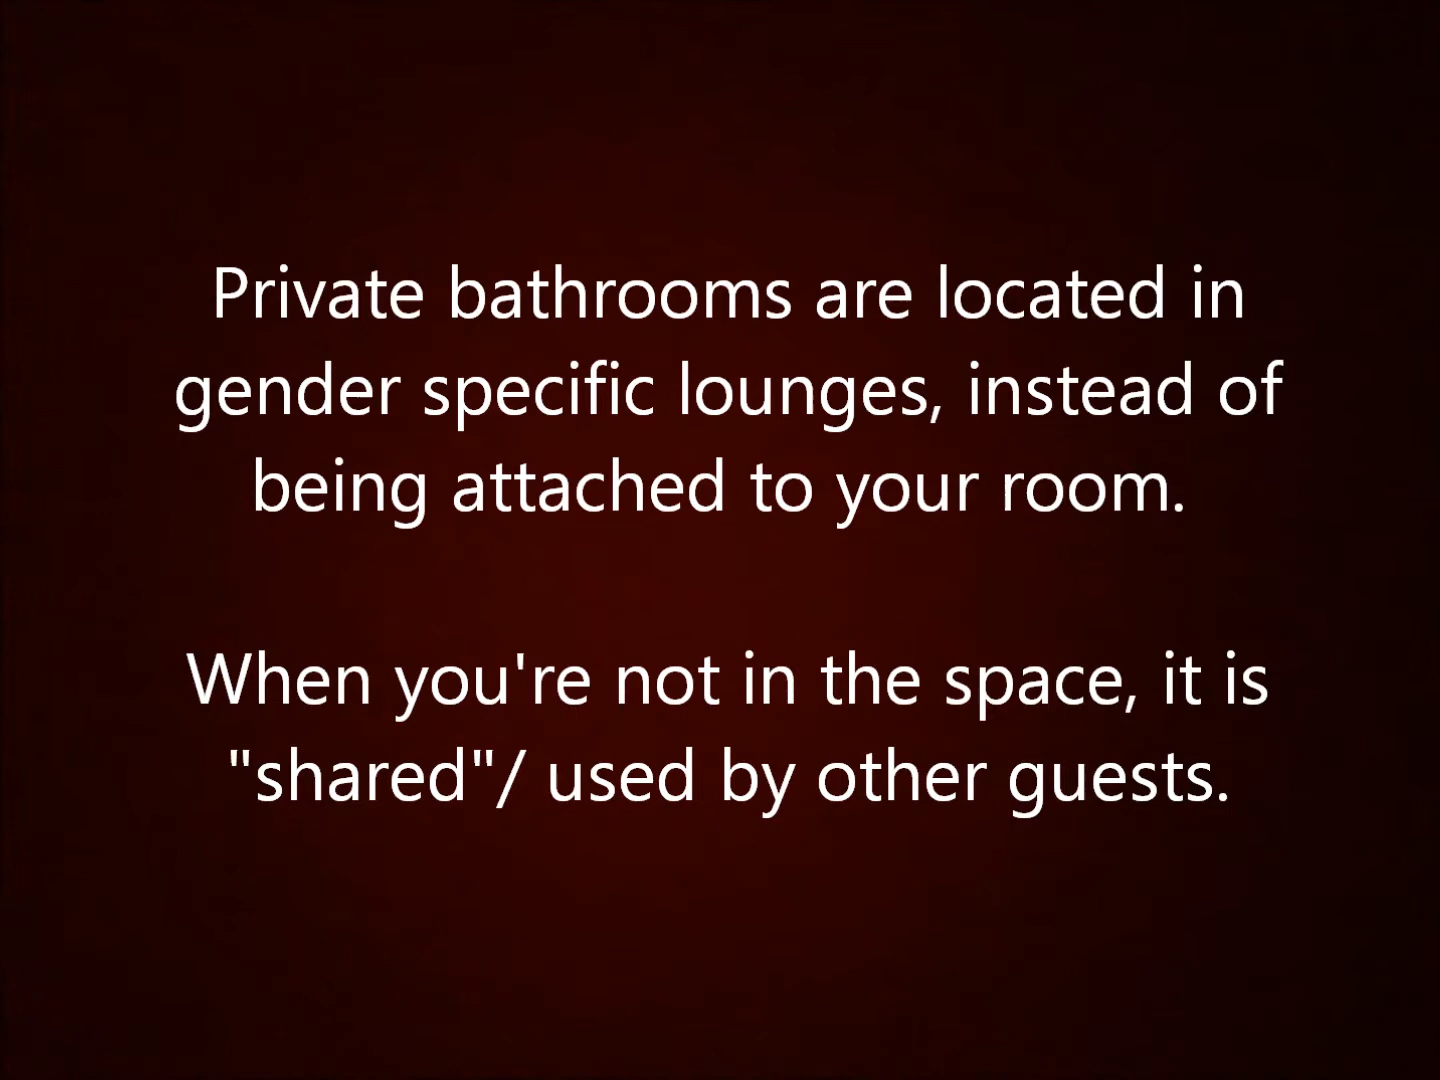 Private bathrooms are located in
gender specific lounges, instead of
being attached to your room.
When you're not in the space, it is
"shared"/ used by other guests.